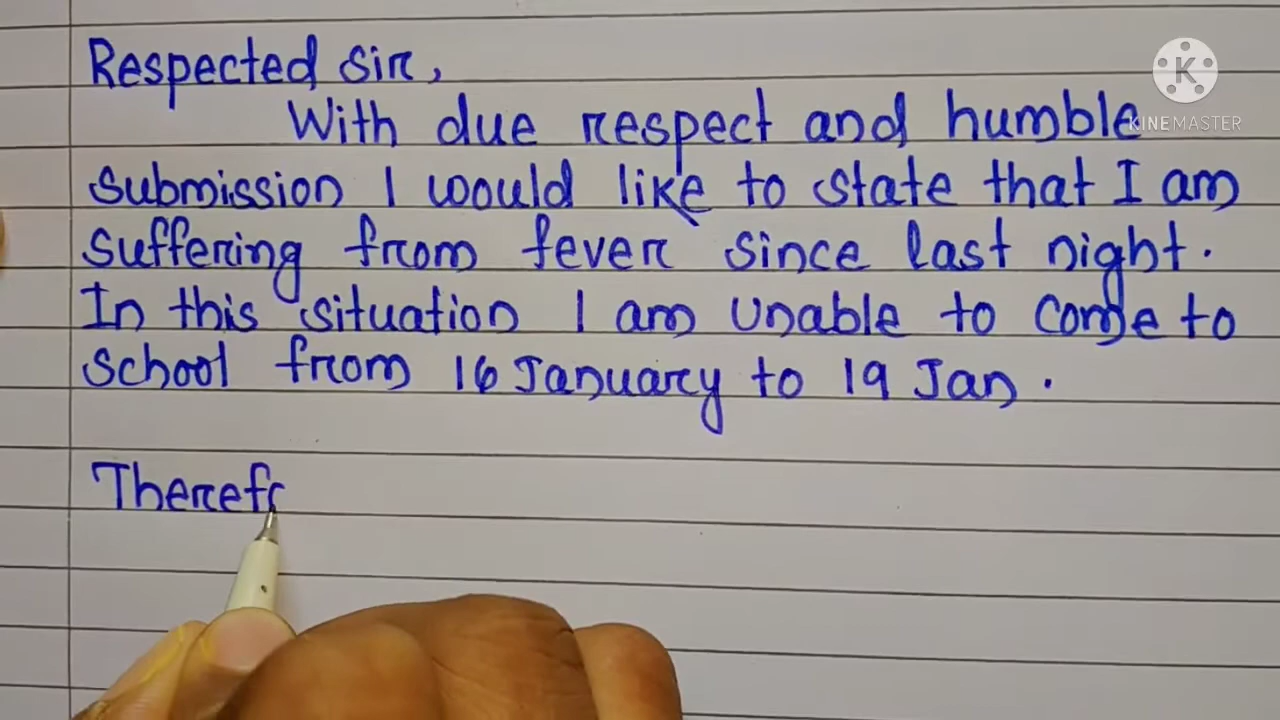 Respected Sir,
With due respect and humble
submission I would like to state that I am
suffering from fever since last night.
In this situation I am unable to come to
school from 16 January to 19 Jan.
Therefo
K
KINEMASTER